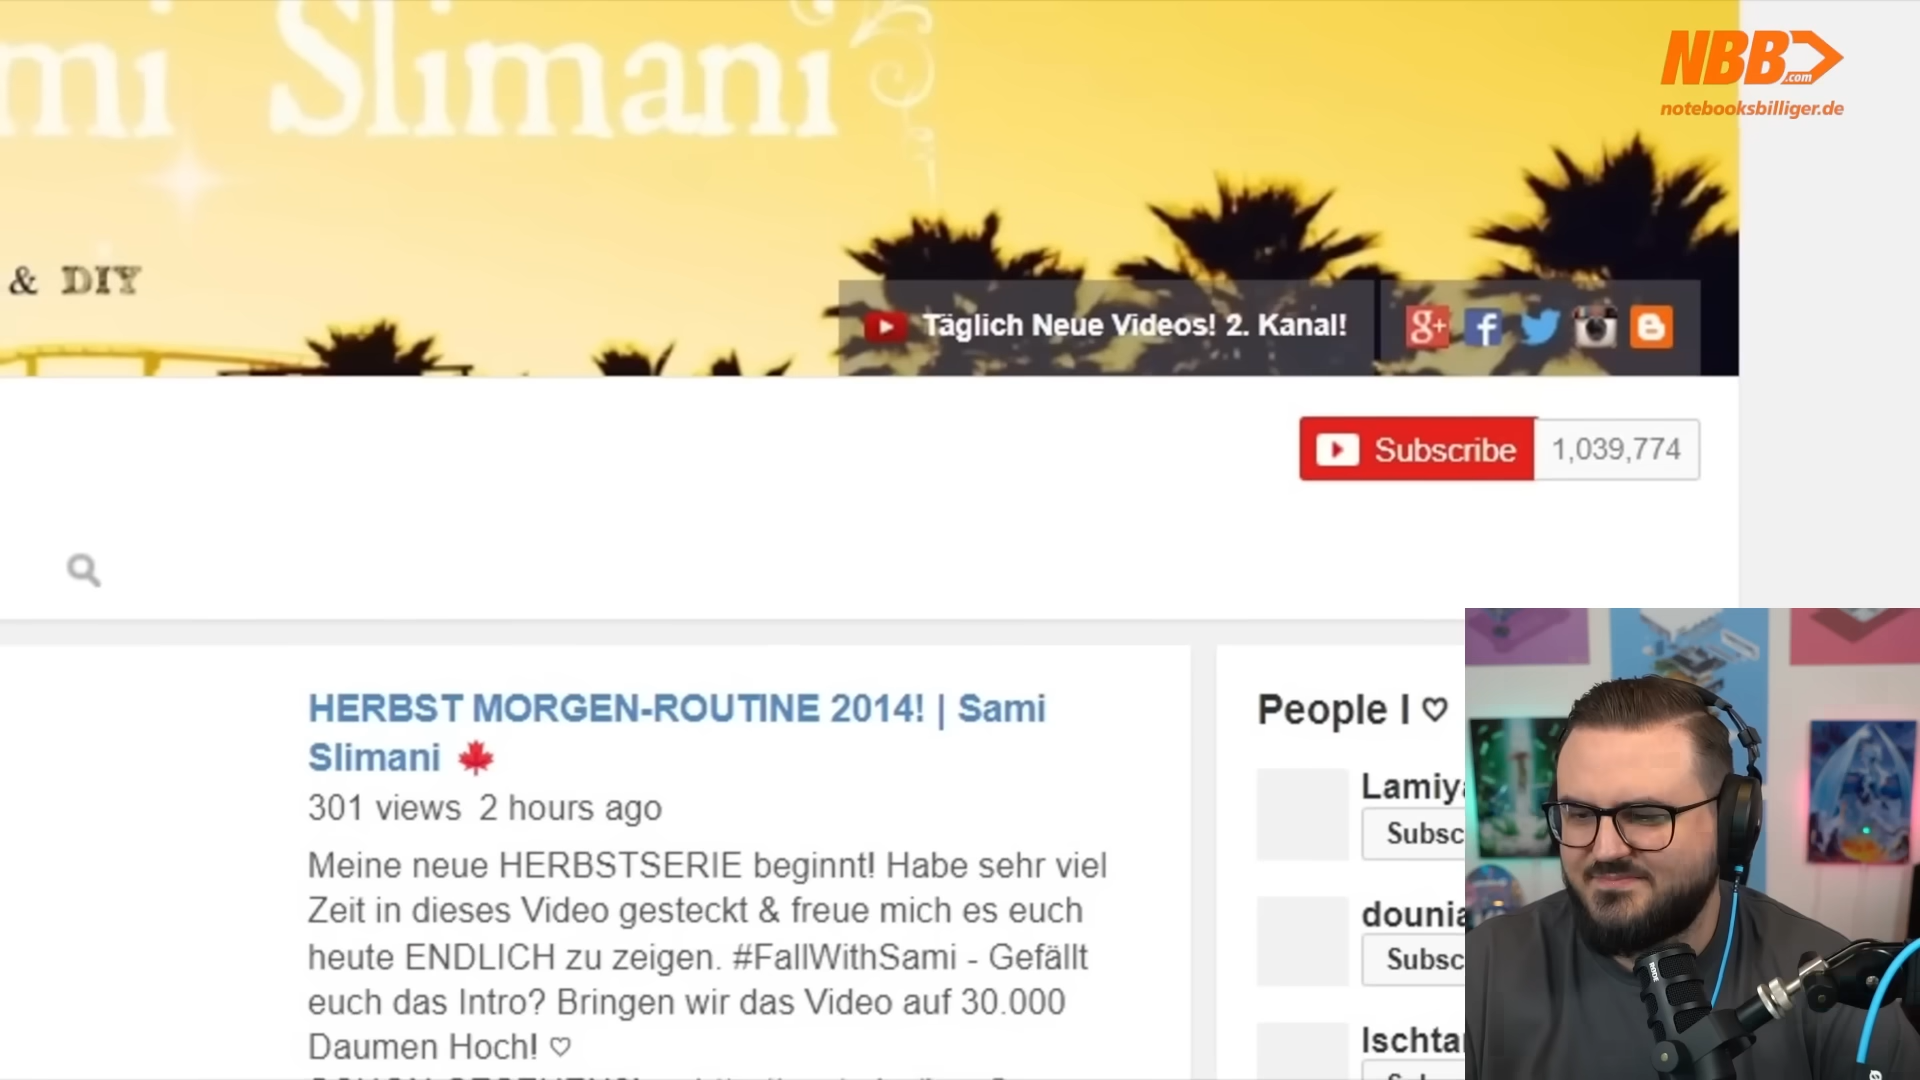 mi Slimani
NBB.com
notebooksbilliger.de
& DIY
Täglich Neue Videos! 2. Kanal!
Subscribe 1,039,774
HERBST MORGEN-ROUTINE 2014! | Sami
Slimani
301 views 2 hours ago
Meine neue HERBSTSERIE beginnt! Habe sehr viel
Zeit in dieses Video gesteckt & freue mich es euch
heute ENDLICH zu zeigen. #FallWithSami - Gefällt
euch das Intro? Bringen wir das Video auf 30.000
Daumen Hoch! ♡
People I ♡
Lamiy
Subsc
dounia
Subsc
Ischta